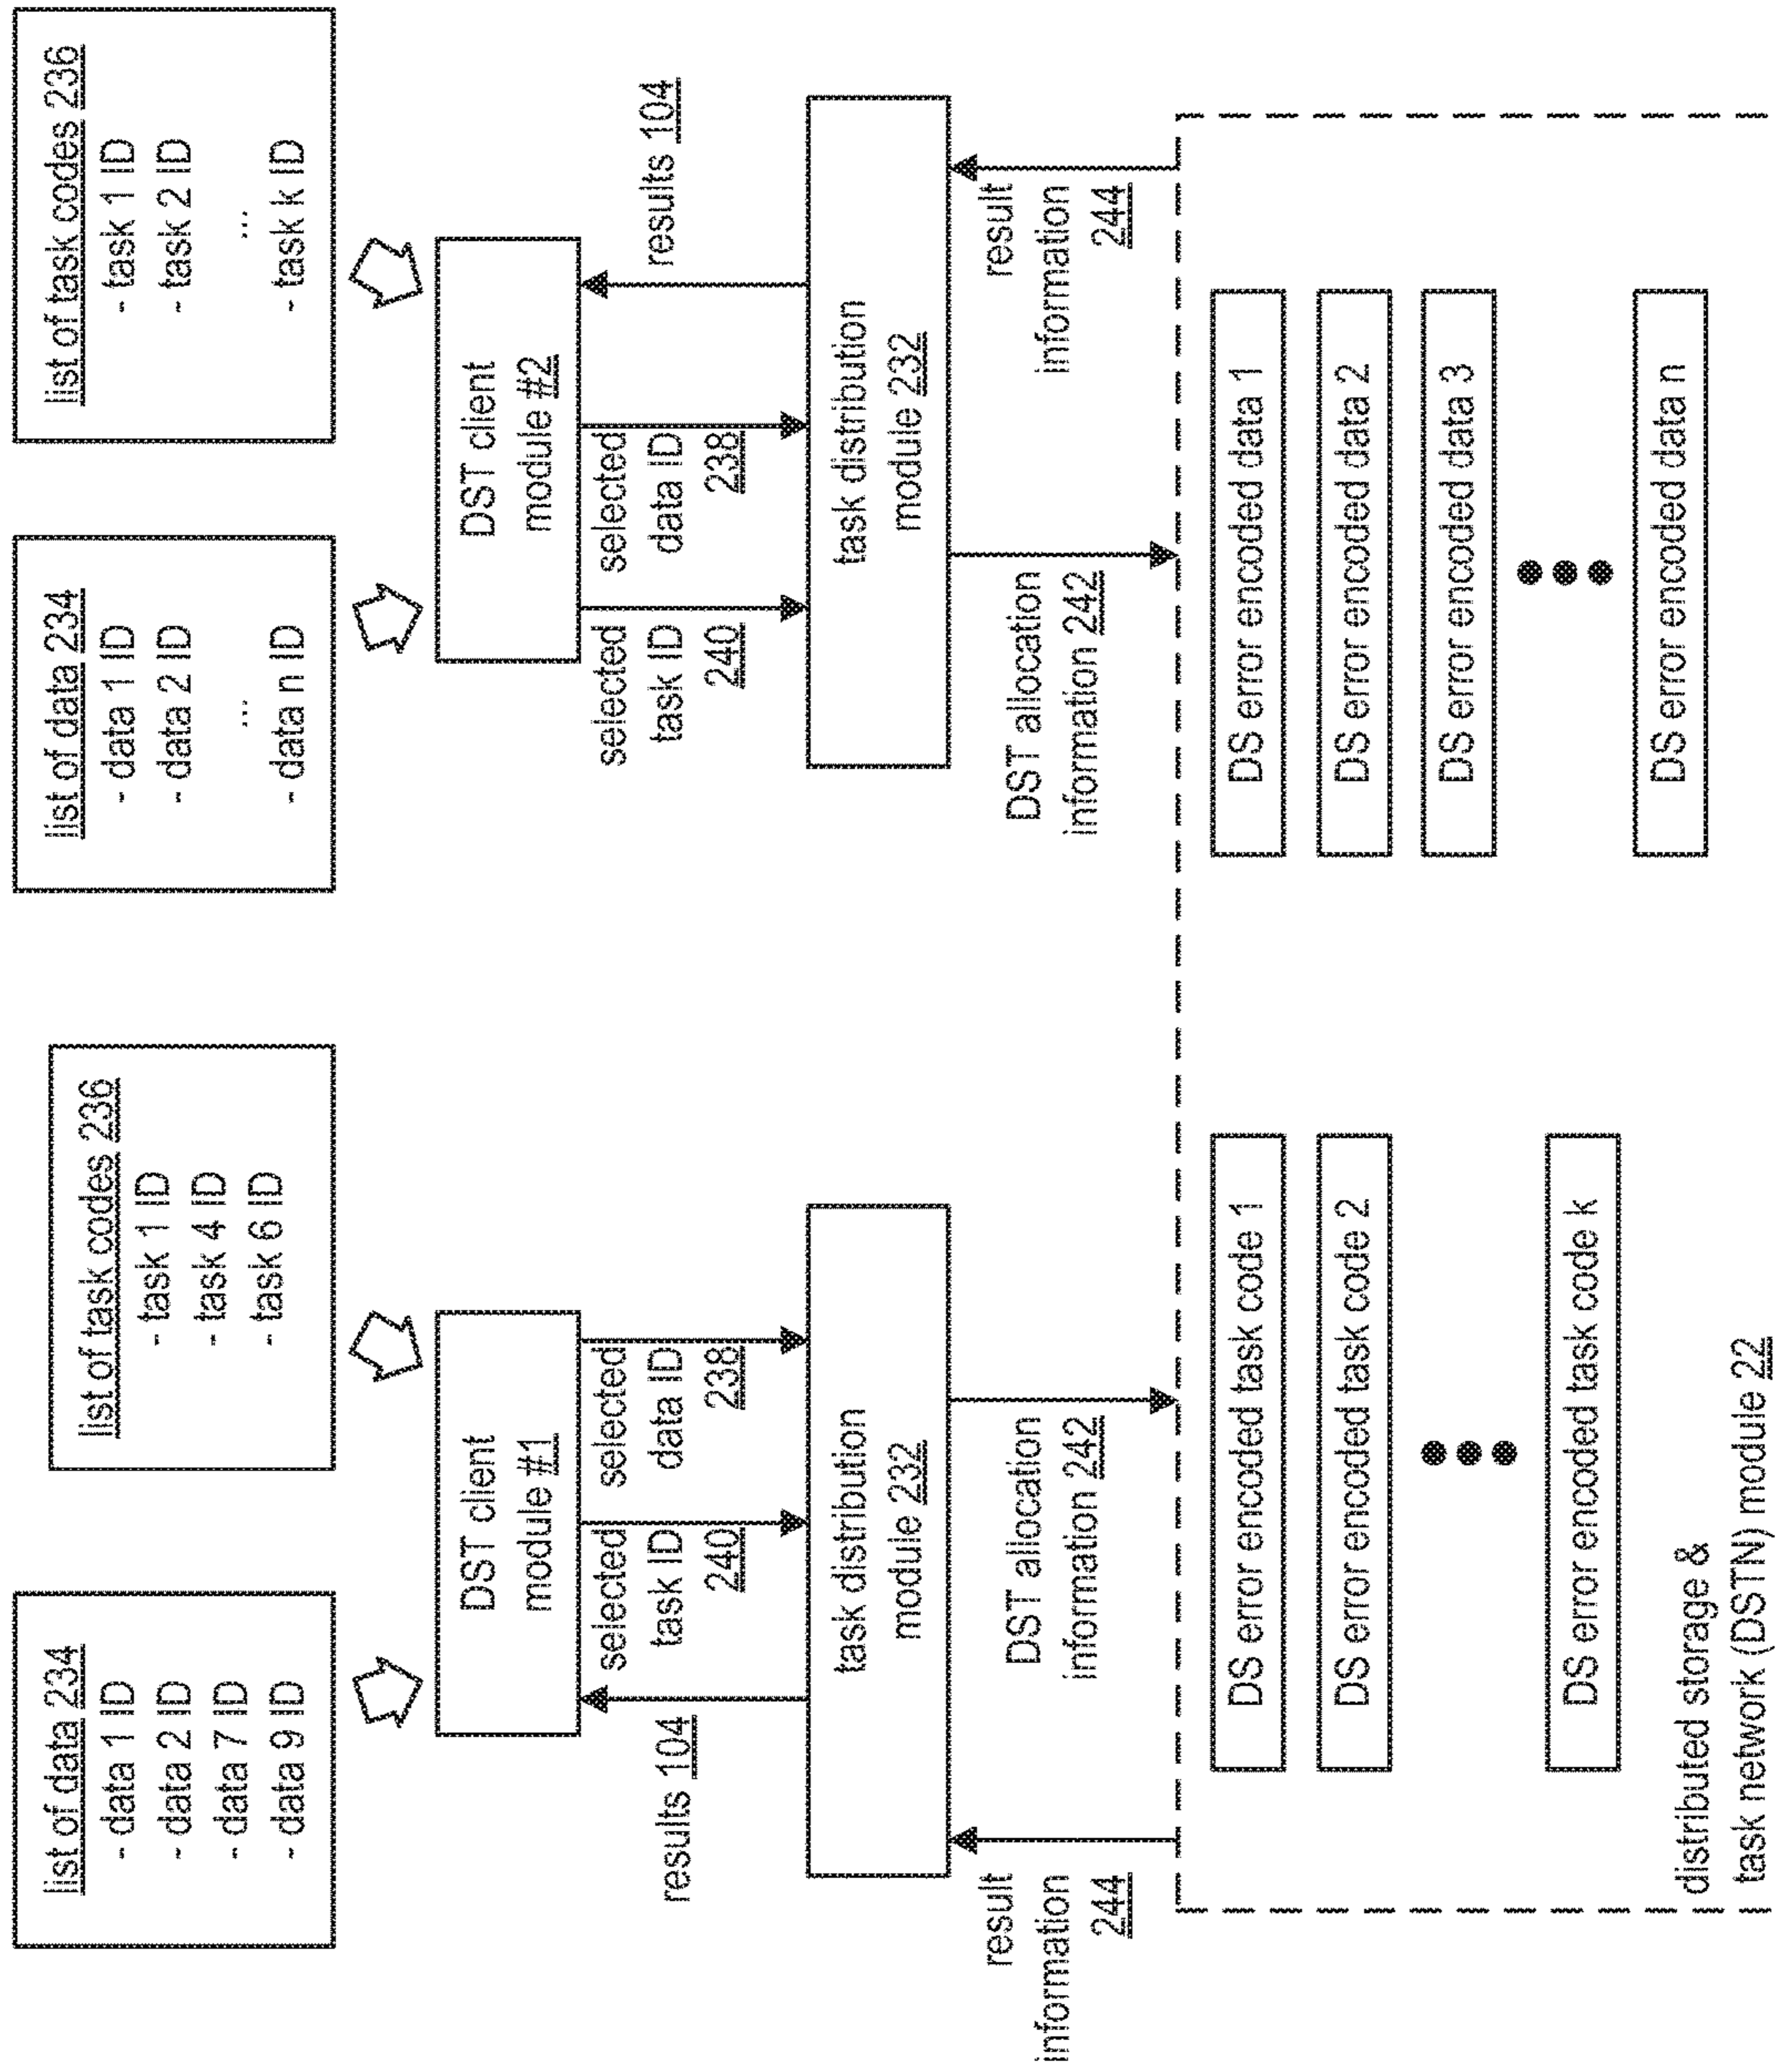 list of data 234
- data 1 ID
- data 2 ID
- data 7 ID
- data 9 ID
list of task codes 236
- task 1 ID
- task 4 ID
- task 6 ID
list of data 234
- data 1 ID
- data 2 ID
...
- data n ID
list of task codes 236
- task 1 ID
- task 2 ID
...
- task k ID
DST client
module #1
DST client
module #2
results 104
selected
task ID
240
selected
data ID
238
selected
task ID
240
selected
data ID
238
results 104
task distribution
module 232
task distribution
module 232
result
information
244
DST allocation
information 242
DST allocation
information 242
result
information
244
DS error encoded task code 1
DS error encoded task code 2
DS error encoded task code k
DS error encoded data 1
DS error encoded data 2
DS error encoded data 3
DS error encoded data n
distributed storage &
task network (DSTN) module 22